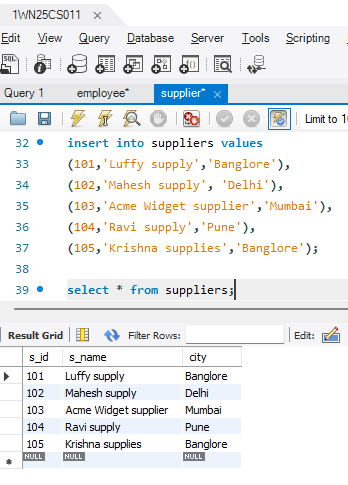 1WN25CS011
Edit View Query Database Server Tools Scripting
Query 1 employee* supplier*
Limit to 10
32 insert into suppliers values
33 (101,'Luffy supply','Banglore'),
34 (102,'Mahesh supply', 'Delhi'),
35 (103,'Acme Widget supplier','Mumbai'),
36 (104,'Ravi supply','Pune'),
37 (105,'Krishna supplies','Banglore');
38
39 select * from suppliers;
Result Grid Filter Rows: Edit:
s_id s_name city
101 Luffy supply Banglore
102 Mahesh supply Delhi
103 Acme Widget supplier Mumbai
104 Ravi supply Pune
105 Krishna supplies Banglore
NULL NULL NULL